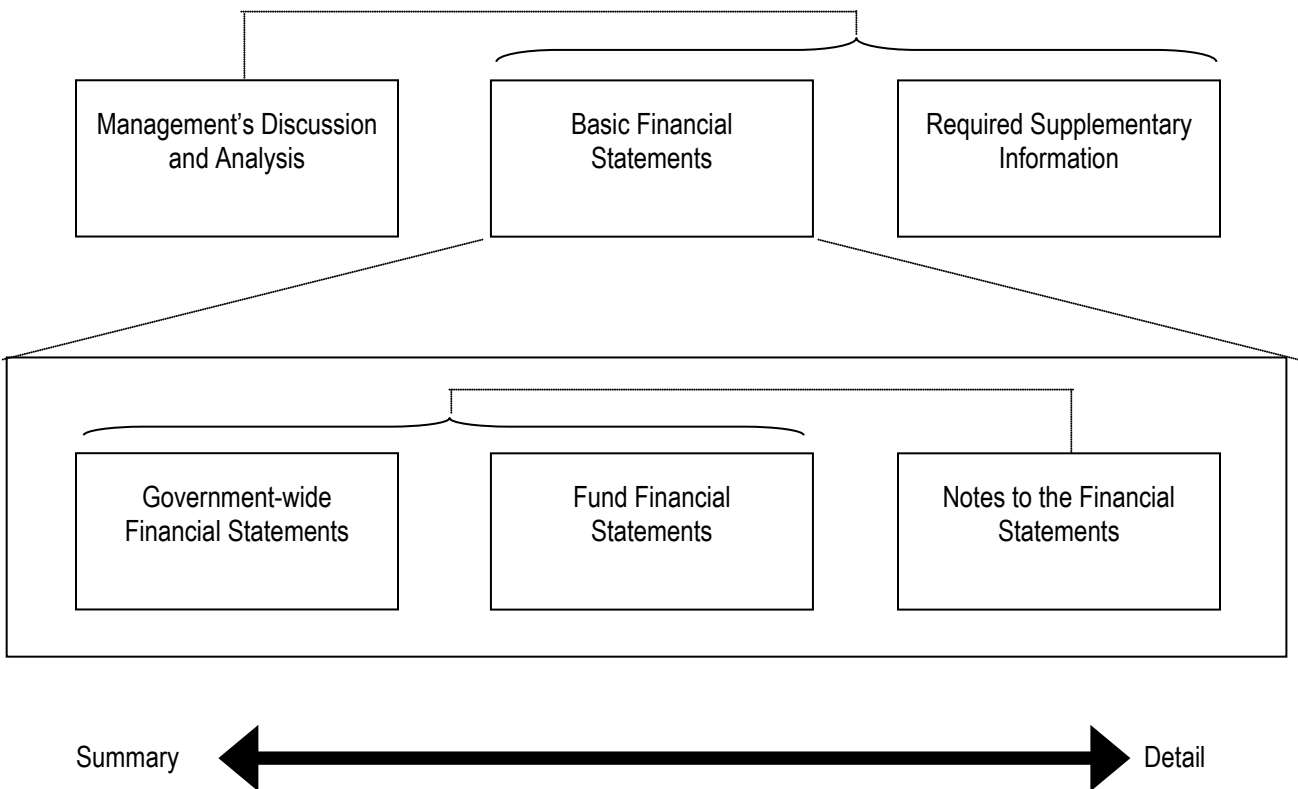 Management’s Discussion
and Analysis
Basic Financial
Statements
Required Supplementary
Information
Government-wide
Financial Statements
Fund Financial
Statements
Notes to the Financial
Statements
Summary
Detail